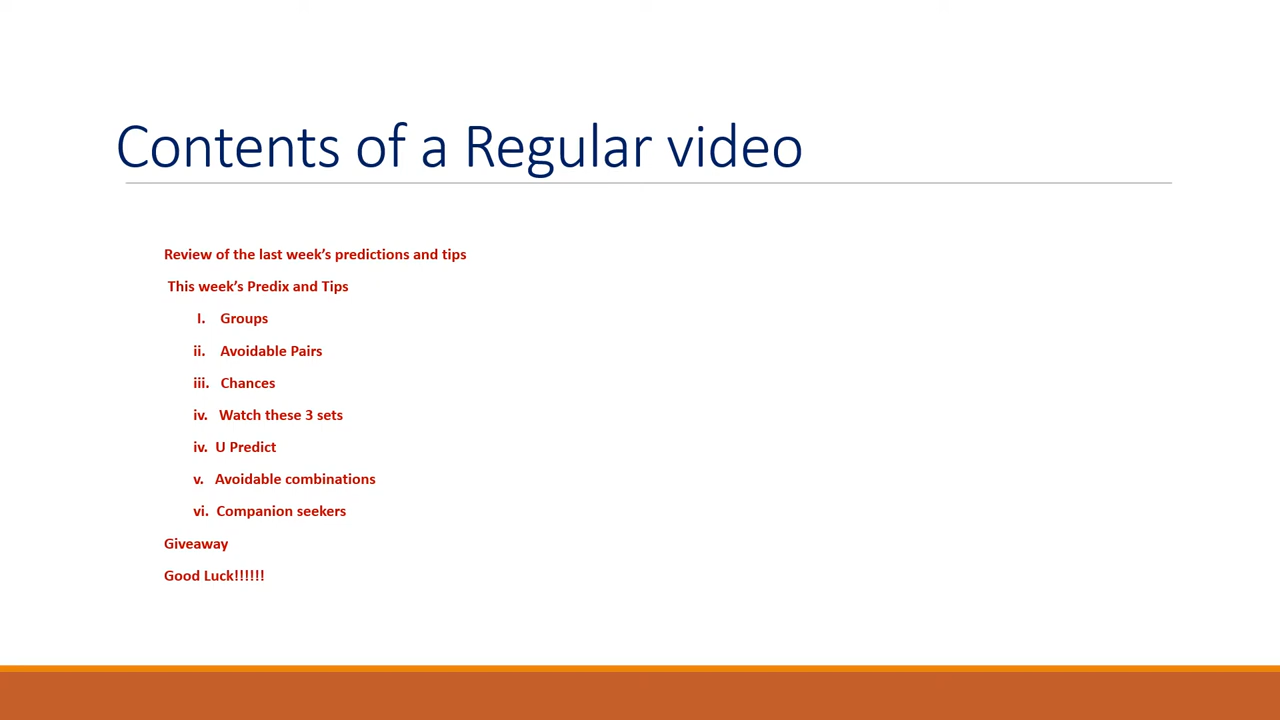 Contents of a Regular video
Review of the last week’s predictions and tips
This week’s Predix and Tips
I. Groups
ii. Avoidable Pairs
iii. Chances
iv. Watch these 3 sets
iv. U Predict
v. Avoidable combinations
vi. Companion seekers
Giveaway
Good Luck!!!!!!